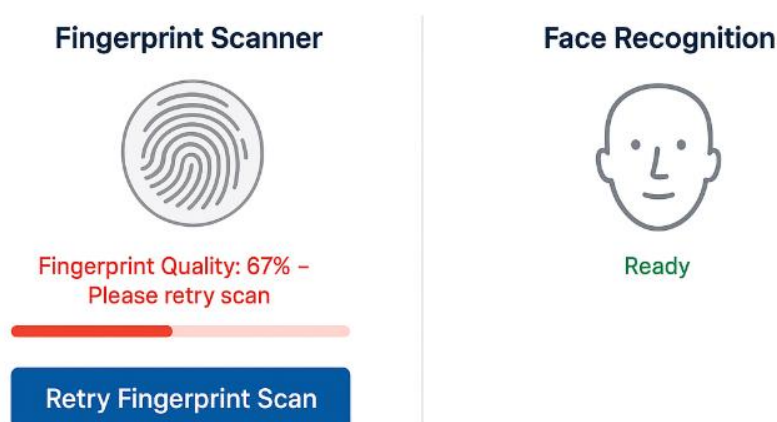 Fingerprint Scanner
Fingerprint Quality: 67% –
Please retry scan
Retry Fingerprint Scan
Face Recognition
Ready